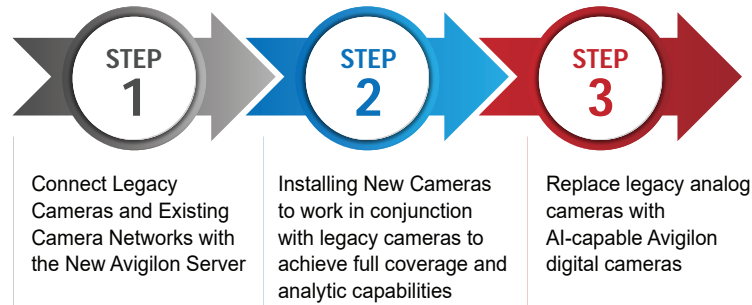 STEP
1
STEP
2
STEP
3
Connect Legacy
Cameras and Existing
Camera Networks with
the New Avigilon Server
Installing New Cameras
to work in conjunction
with legacy cameras to
achieve full coverage and
analytic capabilities
Replace legacy analog
cameras with
AI-capable Avigilon
digital cameras